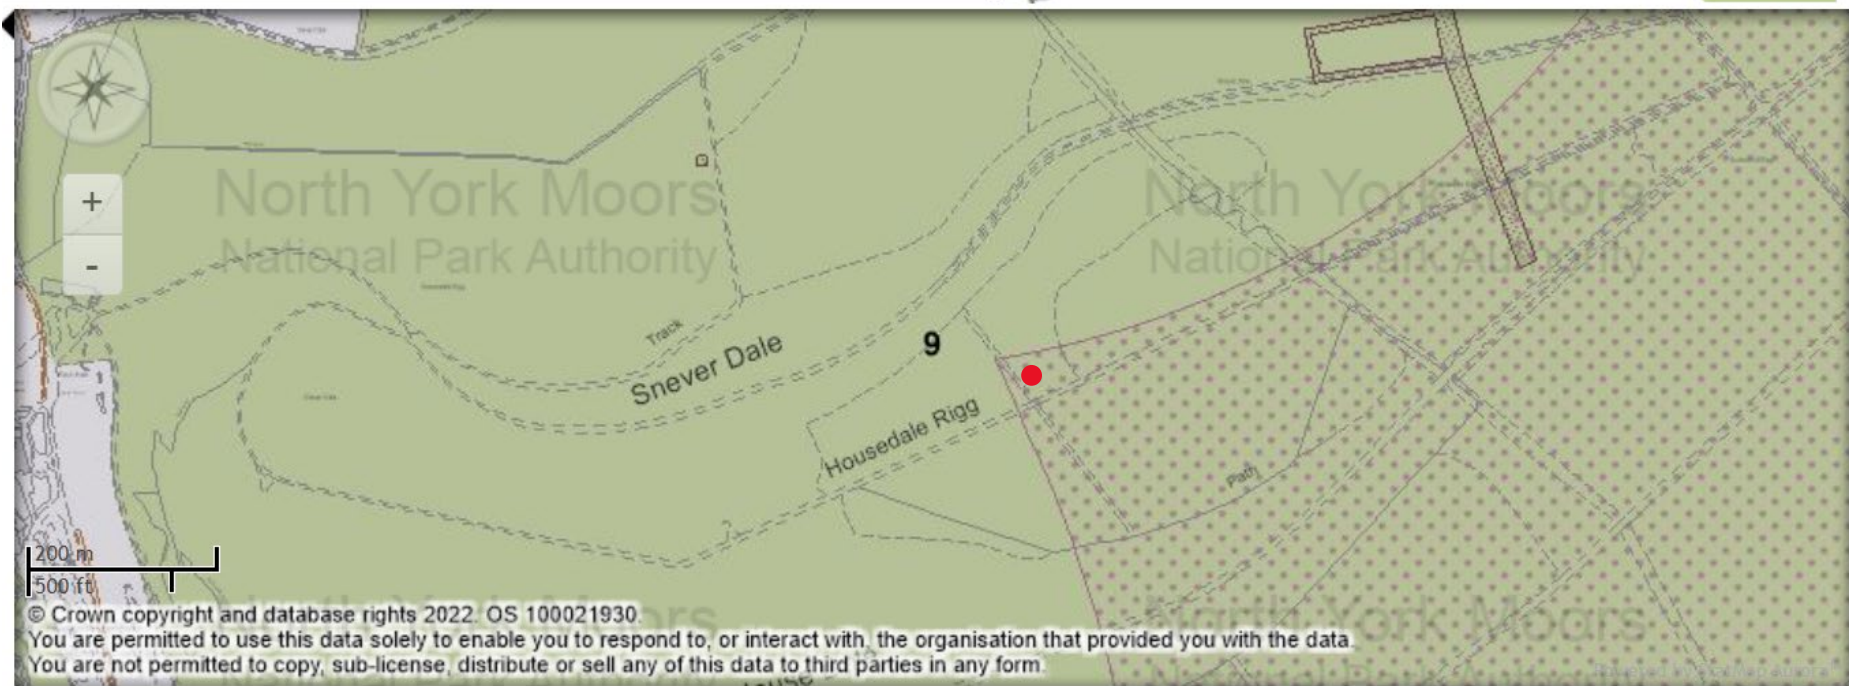 North York Moors
National Park Authority
North York Moors
National Park Authority
Track
Snever Dale
9
Housedale Rigg
Path
+
-
200 m
500 ft
North York Moors
North York Moors
© Crown copyright and database rights 2022. OS 100021930.
You are permitted to use this data solely to enable you to respond to, or interact with, the organisation that provided you with the data.
You are not permitted to copy, sub-license, distribute or sell any of this data to third parties in any form.
House